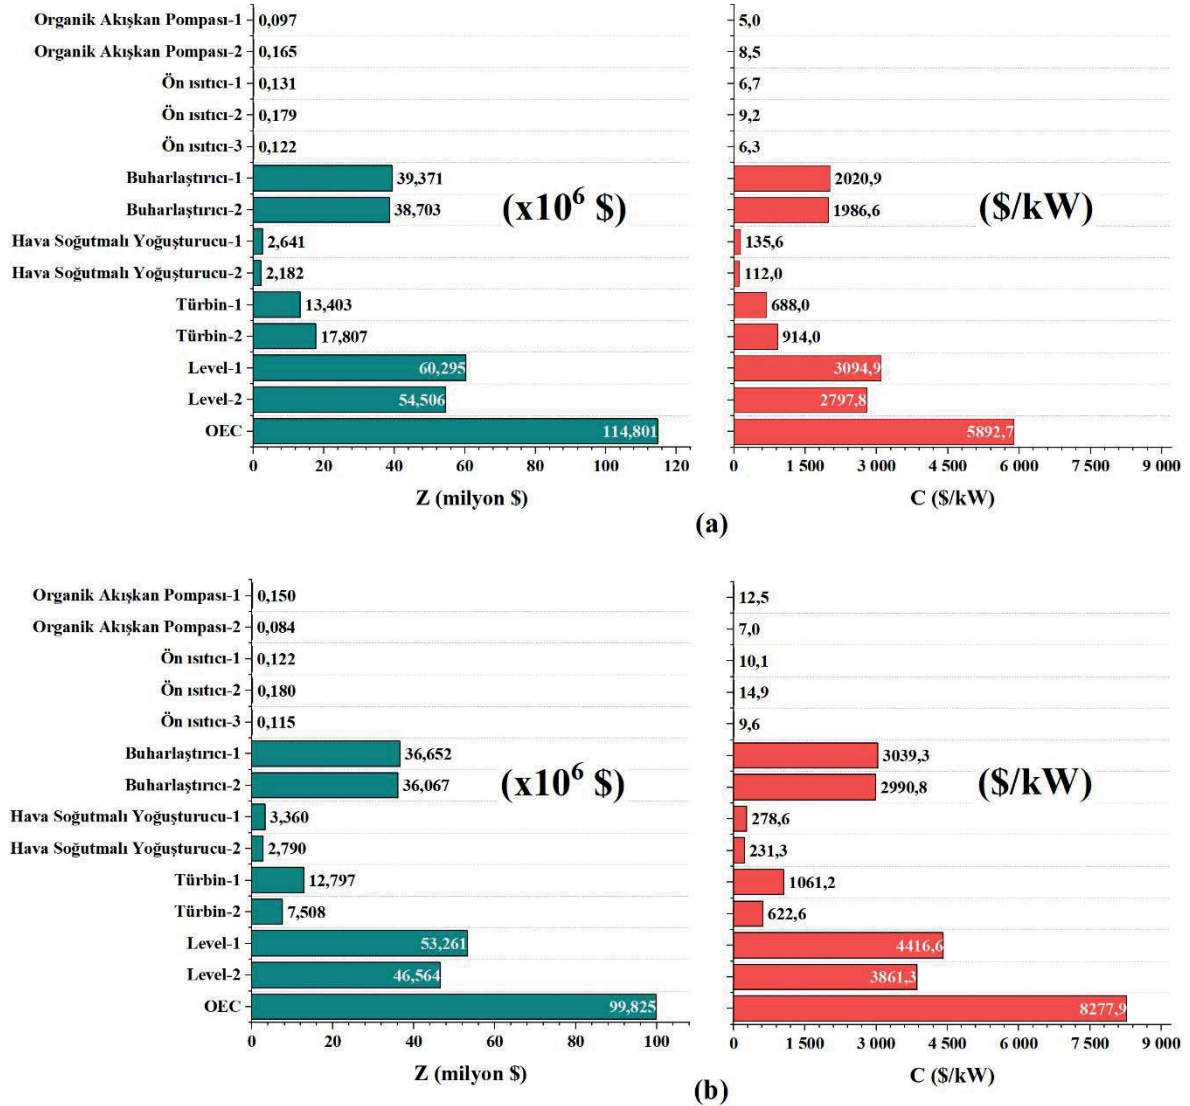 Organik Akışkan Pompası-1 0,097 5,0
Organik Akışkan Pompası-2 0,165 8,5
Ön ısıtıcı-1 0,131 6,7
Ön ısıtıcı-2 0,179 9,2
Ön ısıtıcı-3 0,122 6,3
Buharlaştırıcı-1 39,371 2020,9
Buharlaştırıcı-2 38,703 1986,6
(x10⁶ $) ($/kW)
Hava Soğutmalı Yoğuşturucu-1 2,641 135,6
Hava Soğutmalı Yoğuşturucu-2 2,182 112,0
Türbin-1 13,403 688,0
Türbin-2 17,807 914,0
Level-1 60,295 3094,9
Level-2 54,506 2797,8
OEC 114,801 5892,7
0 20 40 60 80 100 120 0 1 500 3 000 4 500 6 000 7 500 9 000
Z (milyon $) C ($/kW)
(a)
Organik Akışkan Pompası-1 0,150 12,5
Organik Akışkan Pompası-2 0,084 7,0
Ön ısıtıcı-1 0,122 10,1
Ön ısıtıcı-2 0,180 14,9
Ön ısıtıcı-3 0,115 9,6
Buharlaştırıcı-1 36,652 3039,3
Buharlaştırıcı-2 36,067 2990,8
(x10⁶ $) ($/kW)
Hava Soğutmalı Yoğuşturucu-1 3,360 278,6
Hava Soğutmalı Yoğuşturucu-2 2,790 231,3
Türbin-1 12,797 1061,2
Türbin-2 7,508 622,6
Level-1 53,261 4416,6
Level-2 46,564 3861,3
OEC 99,825 8277,9
0 20 40 60 80 100 0 1 500 3 000 4 500 6 000 7 500 9 000
Z (milyon $) C ($/kW)
(b)